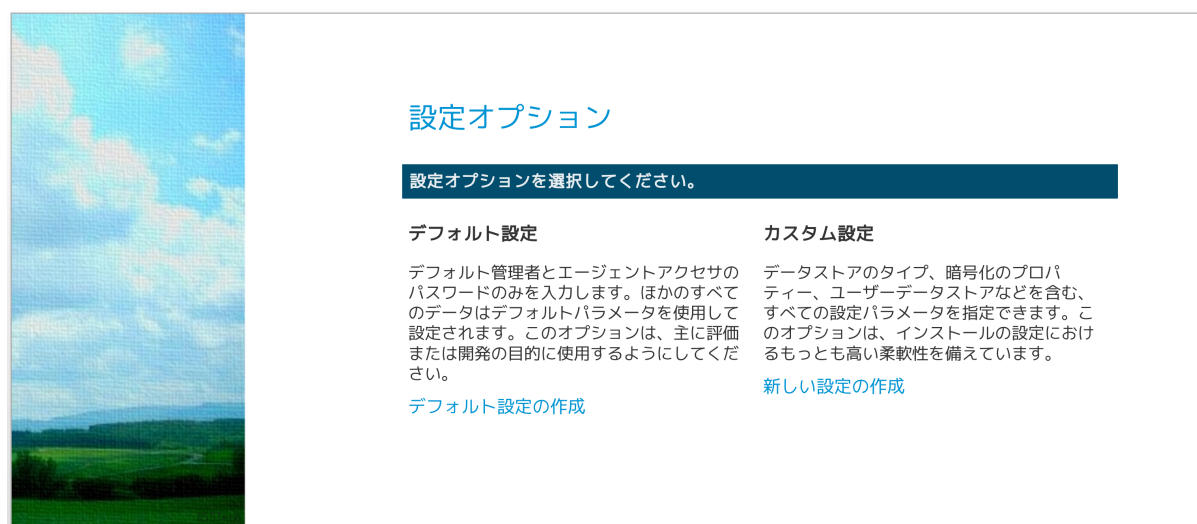 設定オプション
設定オプションを選択してください。
デフォルト設定
デフォルト管理者とエージェントアクセサの
パスワードのみを入力します。ほかのすべて
のデータはデフォルトパラメータを使用して
設定されます。このオプションは、主に評価
または開発の目的に使用するようにしてくだ
さい。
デフォルト設定の作成
カスタム設定
データストアのタイプ、暗号化のプロパ
ティー、ユーザーデータストアなどを含む、
すべての設定パラメータを指定できます。こ
のオプションは、インストールの設定におけ
るもっとも高い柔軟性を備えています。
新しい設定の作成